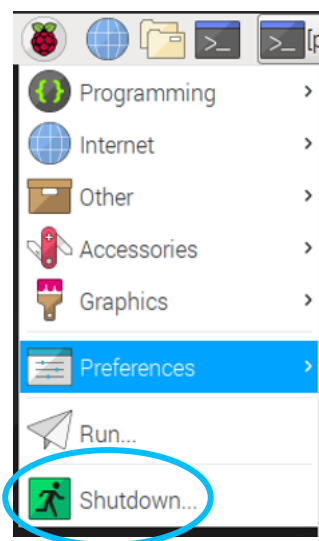 >_ >_ [p
Programming
Internet
Other
Accessories
Graphics
Preferences
Run...
Shutdown...